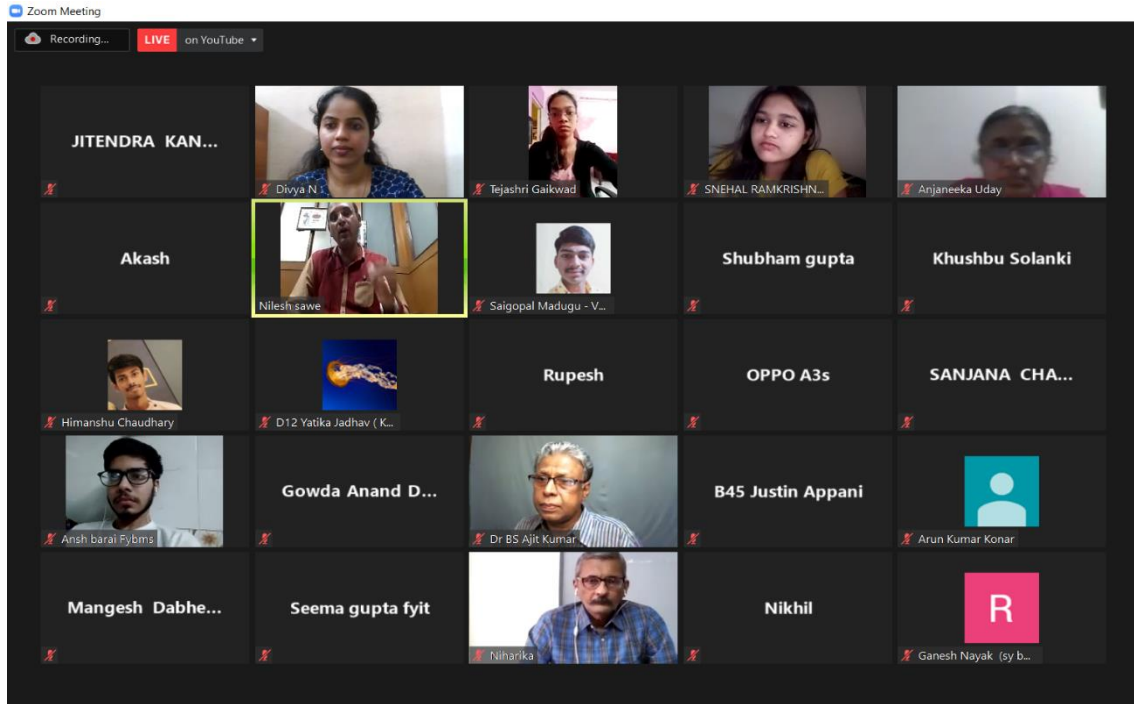 Zoom Meeting
Recording...
LIVE on YouTube
JITENDRA KAN...
Divya N
Tejashri Gaikwad
SNEHAL RAMKRISHN...
Anjaneeka Uday
Akash
Nilesh sawe
Saigopal Madugu - V...
Shubham gupta
Khushbu Solanki
Himanshu Chaudhary
D12 Yatika Jadhav ( K...
Rupesh
OPPO A3s
SANJANA CHA...
Ansh barai Fybms
Gowda Anand D...
Dr BS Ajit Kumar
B45 Justin Appani
Arun Kumar Konar
Mangesh Dabhe...
Seema gupta fyit
Niharika
Nikhil
R
Ganesh Nayak (sy b...